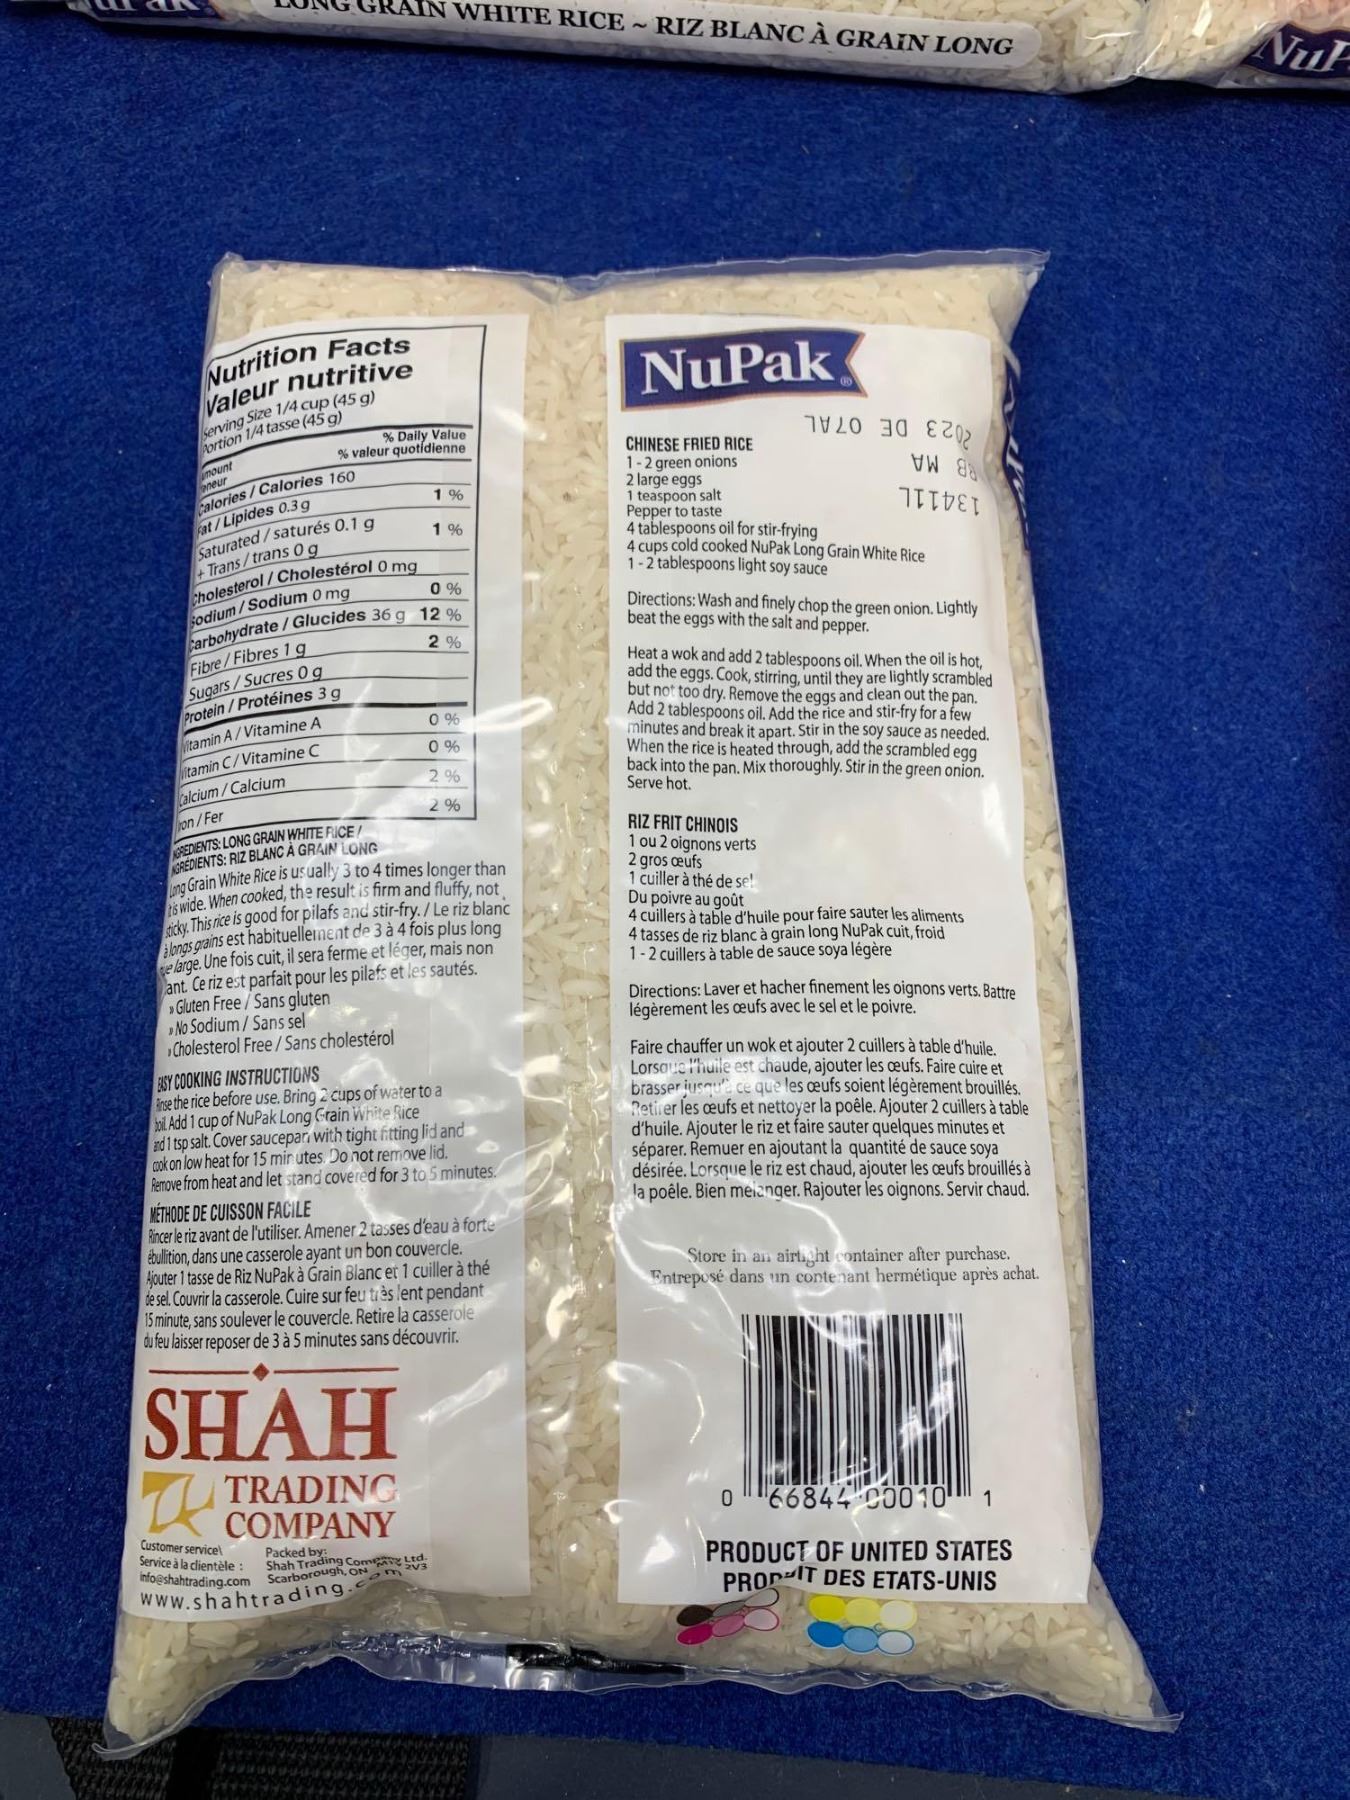 LONG GRAIN WHITE RICE ~ RIZ BLANC À GRAIN LONG
NuP
Nutrition Facts
Valeur nutritive
Serving Size 1/4 cup (45 g)
Portion 1/4 tasse (45 g)
Amount
Teneur
% Daily Value
% valeur quotidienne
Calories / Calories 160
Fat / Lipides 0.3 g 1 %
Saturated / saturés 0.1 g
+ Trans / trans 0 g 1 %
Cholesterol / Cholestérol 0 mg
Sodium / Sodium 0 mg 0 %
Carbohydrate / Glucides 36 g 12 %
Fibre / Fibres 1 g 2 %
Sugars / Sucres 0 g
Protein / Protéines 3 g
Vitamin A / Vitamine A 0 %
Vitamin C / Vitamine C 0 %
Calcium / Calcium 2 %
Iron / Fer 2 %
INGREDIENTS: LONG GRAIN WHITE RICE /
INGRÉDIENTS: RIZ BLANC À GRAIN LONG
Long Grain White Rice is usually 3 to 4 times longer than
it is wide. When cooked, the result is firm and fluffy, not
sticky. This rice is good for pilafs and stir-fry. / Le riz blanc
à longs grains est habituellement de 3 à 4 fois plus long
que large. Une fois cuit, il sera ferme et léger, mais non
ant. Ce riz est parfait pour les pilafs et les sautés.
» Gluten Free / Sans gluten
» No Sodium / Sans sel
» Cholesterol Free / Sans cholestérol
EASY COOKING INSTRUCTIONS
Rinse the rice before use. Bring 2 cups of water to a
boil. Add 1 cup of NuPak Long Grain White Rice
and 1 tsp salt. Cover saucepan with tight fitting lid and
cook on low heat for 15 minutes. Do not remove lid.
Remove from heat and let stand covered for 3 to 5 minutes.
MÉTHODE DE CUISSON FACILE
Rincer le riz avant de l'utiliser. Amener 2 tasses d'eau à forte
ébullition, dans une casserole ayant un bon couvercle.
Ajouter 1 tasse de Riz NuPak à Grain Blanc et 1 cuiller à thé
de sel. Couvrir la casserole. Cuire sur feu très lent pendant
15 minute, sans soulever le couvercle. Retire la casserole
du feu laisser reposer de 3 à 5 minutes sans découvrir.
SHAH
TRADING
COMPANY
Customer service\
Service à la clientèle :
info@shahtrading.com
Packed by:
Shah Trading Company Ltd.
Scarborough, ON 2V3
www.shahtrading.com
NuPak®
2023 DE 07AL
BB MA
13411L
CHINESE FRIED RICE
1 - 2 green onions
2 large eggs
1 teaspoon salt
Pepper to taste
4 tablespoons oil for stir-frying
4 cups cold cooked NuPak Long Grain White Rice
1 - 2 tablespoons light soy sauce
Directions: Wash and finely chop the green onion. Lightly
beat the eggs with the salt and pepper.
Heat a wok and add 2 tablespoons oil. When the oil is hot,
add the eggs. Cook, stirring, until they are lightly scrambled
but not too dry. Remove the eggs and clean out the pan.
Add 2 tablespoons oil. Add the rice and stir-fry for a few
minutes and break it apart. Stir in the soy sauce as needed.
When the rice is heated through, add the scrambled egg
back into the pan. Mix thoroughly. Stir in the green onion.
Serve hot.
RIZ FRIT CHINOIS
1 ou 2 oignons verts
2 gros œufs
1 cuiller à thé de sel
Du poivre au goût
4 cuillers à table d'huile pour faire sauter les aliments
4 tasses de riz blanc à grain long NuPak cuit, froid
1 - 2 cuillers à table de sauce soya légère
Directions: Laver et hacher finement les oignons verts. Battre
légèrement les œufs avec le sel et le poivre.
Faire chauffer un wok et ajouter 2 cuillers à table d'huile.
Lorsque l'huile est chaude, ajouter les œufs. Faire cuire et
brasser jusqu'à ce que les œufs soient légèrement brouillés.
Retirer les œufs et nettoyer la poêle. Ajouter 2 cuillers à table
d'huile. Ajouter le riz et faire sauter quelques minutes et
séparer. Remuer en ajoutant la quantité de sauce soya
désirée. Lorsque le riz est chaud, ajouter les œufs brouillés à
la poêle. Bien mélanger. Rajouter les oignons. Servir chaud.
Store in an airtight container after purchase.
Entreposé dans un contenant hermétique après achat.
0 66844 00010 1
PRODUCT OF UNITED STATES
PRODUIT DES ETATS-UNIS